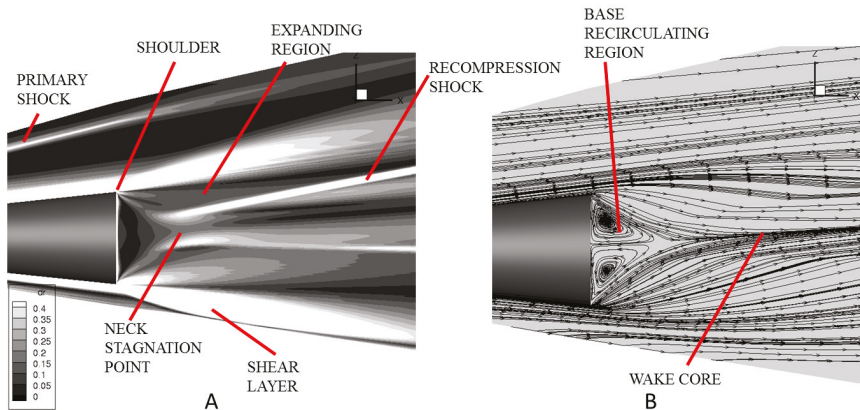 PRIMARY
SHOCK
SHOULDER
EXPANDING
REGION
Z
X
RECOMPRESSION
SHOCK
NECK
STAGNATION
POINT
SHEAR
LAYER
dr
0.4
0.35
0.3
0.25
0.2
0.15
0.1
0.05
0
A
BASE
RECIRCULATING
REGION
Z
X
WAKE CORE
B